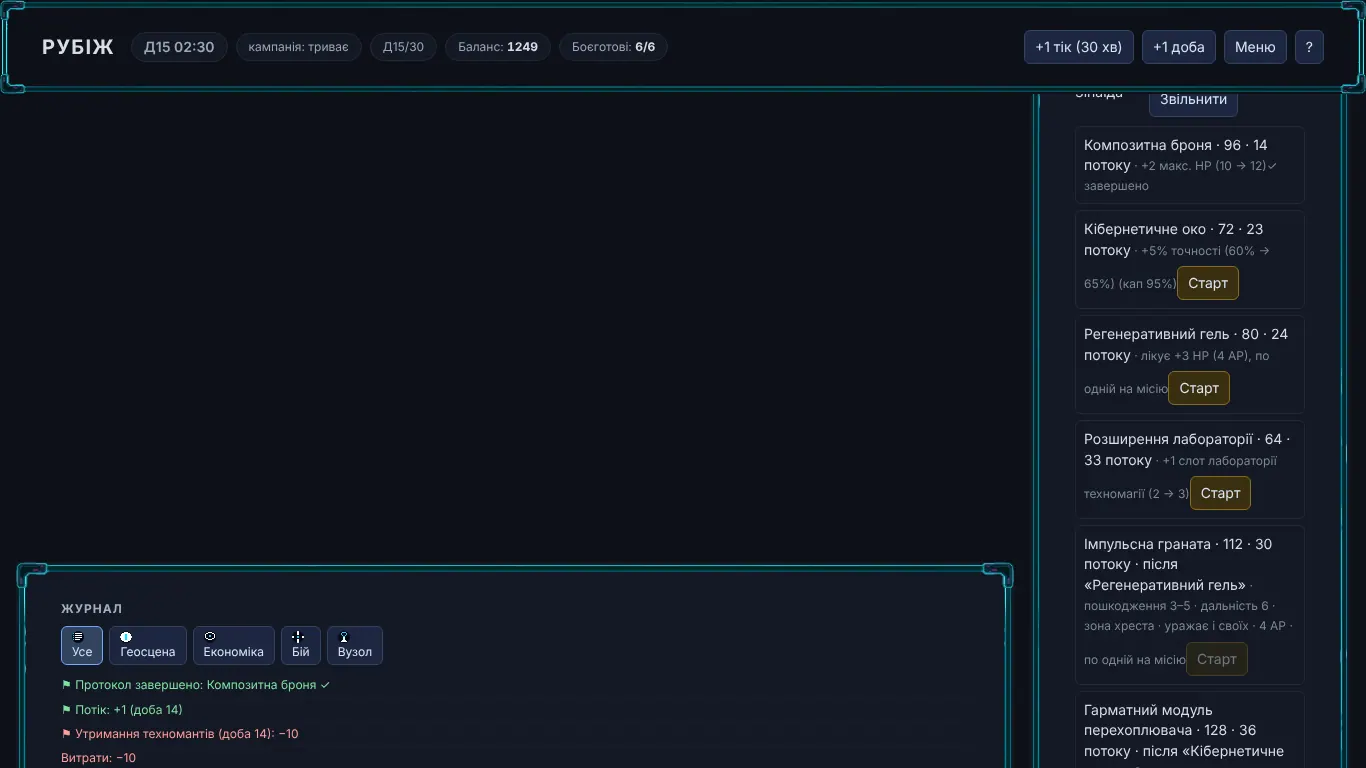 РУБІЖ
Д15 02:30
кампанія: триває
Д15/30
Баланс: 1249
Боєготові: 6/6
+1 тік (30 хв)
+1 доба
Меню
?
Зінаїда
Звільнити
Композитна броня · 96 · 14
потоку · +2 макс. HP (10 → 12)✓
завершено
Кібернетичне око · 72 · 23
потоку · +5% точності (60% →
65%) (кап 95%) Старт
Регенеративний гель · 80 · 24
потоку · лікує +3 HP (4 AP), по
одній на місію Старт
Розширення лабораторії · 64 ·
33 потоку · +1 слот лабораторії
техномагії (2 → 3) Старт
Імпульсна граната · 112 · 30
потоку · після
«Регенеративний гель» ·
пошкодження 3–5 · дальність 6 ·
зона хреста · уражає і своїх · 4 AP ·
по одній на місію Старт
Гарматний модуль
перехоплювача · 128 · 36
потоку · після «Кібернетичне
ЖУРНАЛ
Усе
Геосцена
Економіка
Бій
Вузол
⚑ Протокол завершено: Композитна броня ✓
⚑ Потік: +1 (доба 14)
⚑ Утримання техномантів (доба 14): −10
Витрати: −10